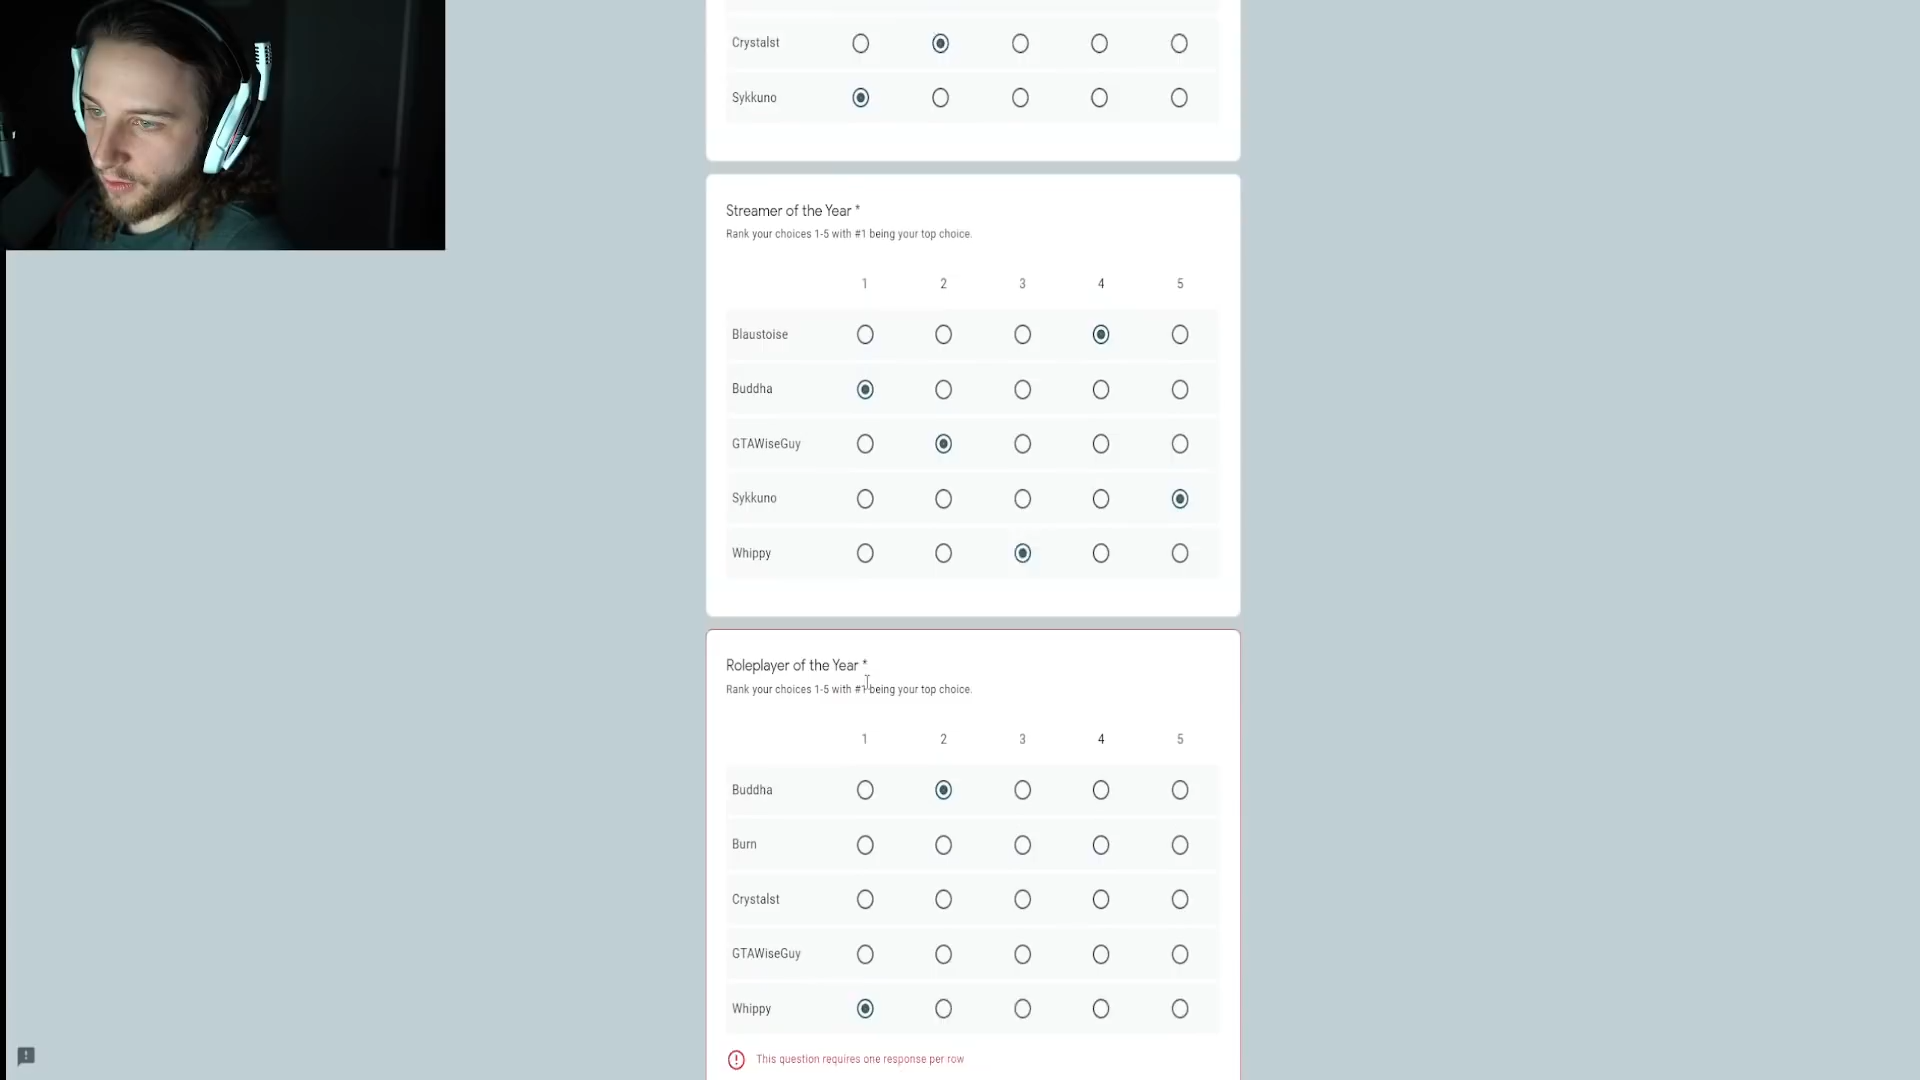 Crystalst
Sykkuno
Streamer of the Year *
Rank your choices 1-5 with #1 being your top choice.
1 2 3 4 5
Blaustoise
Buddha
GTAWiseGuy
Sykkuno
Whippy
Roleplayer of the Year *
Rank your choices 1-5 with #1 being your top choice.
1 2 3 4 5
Buddha
Burn
Crystalst
GTAWiseGuy
Whippy
This question requires one response per row